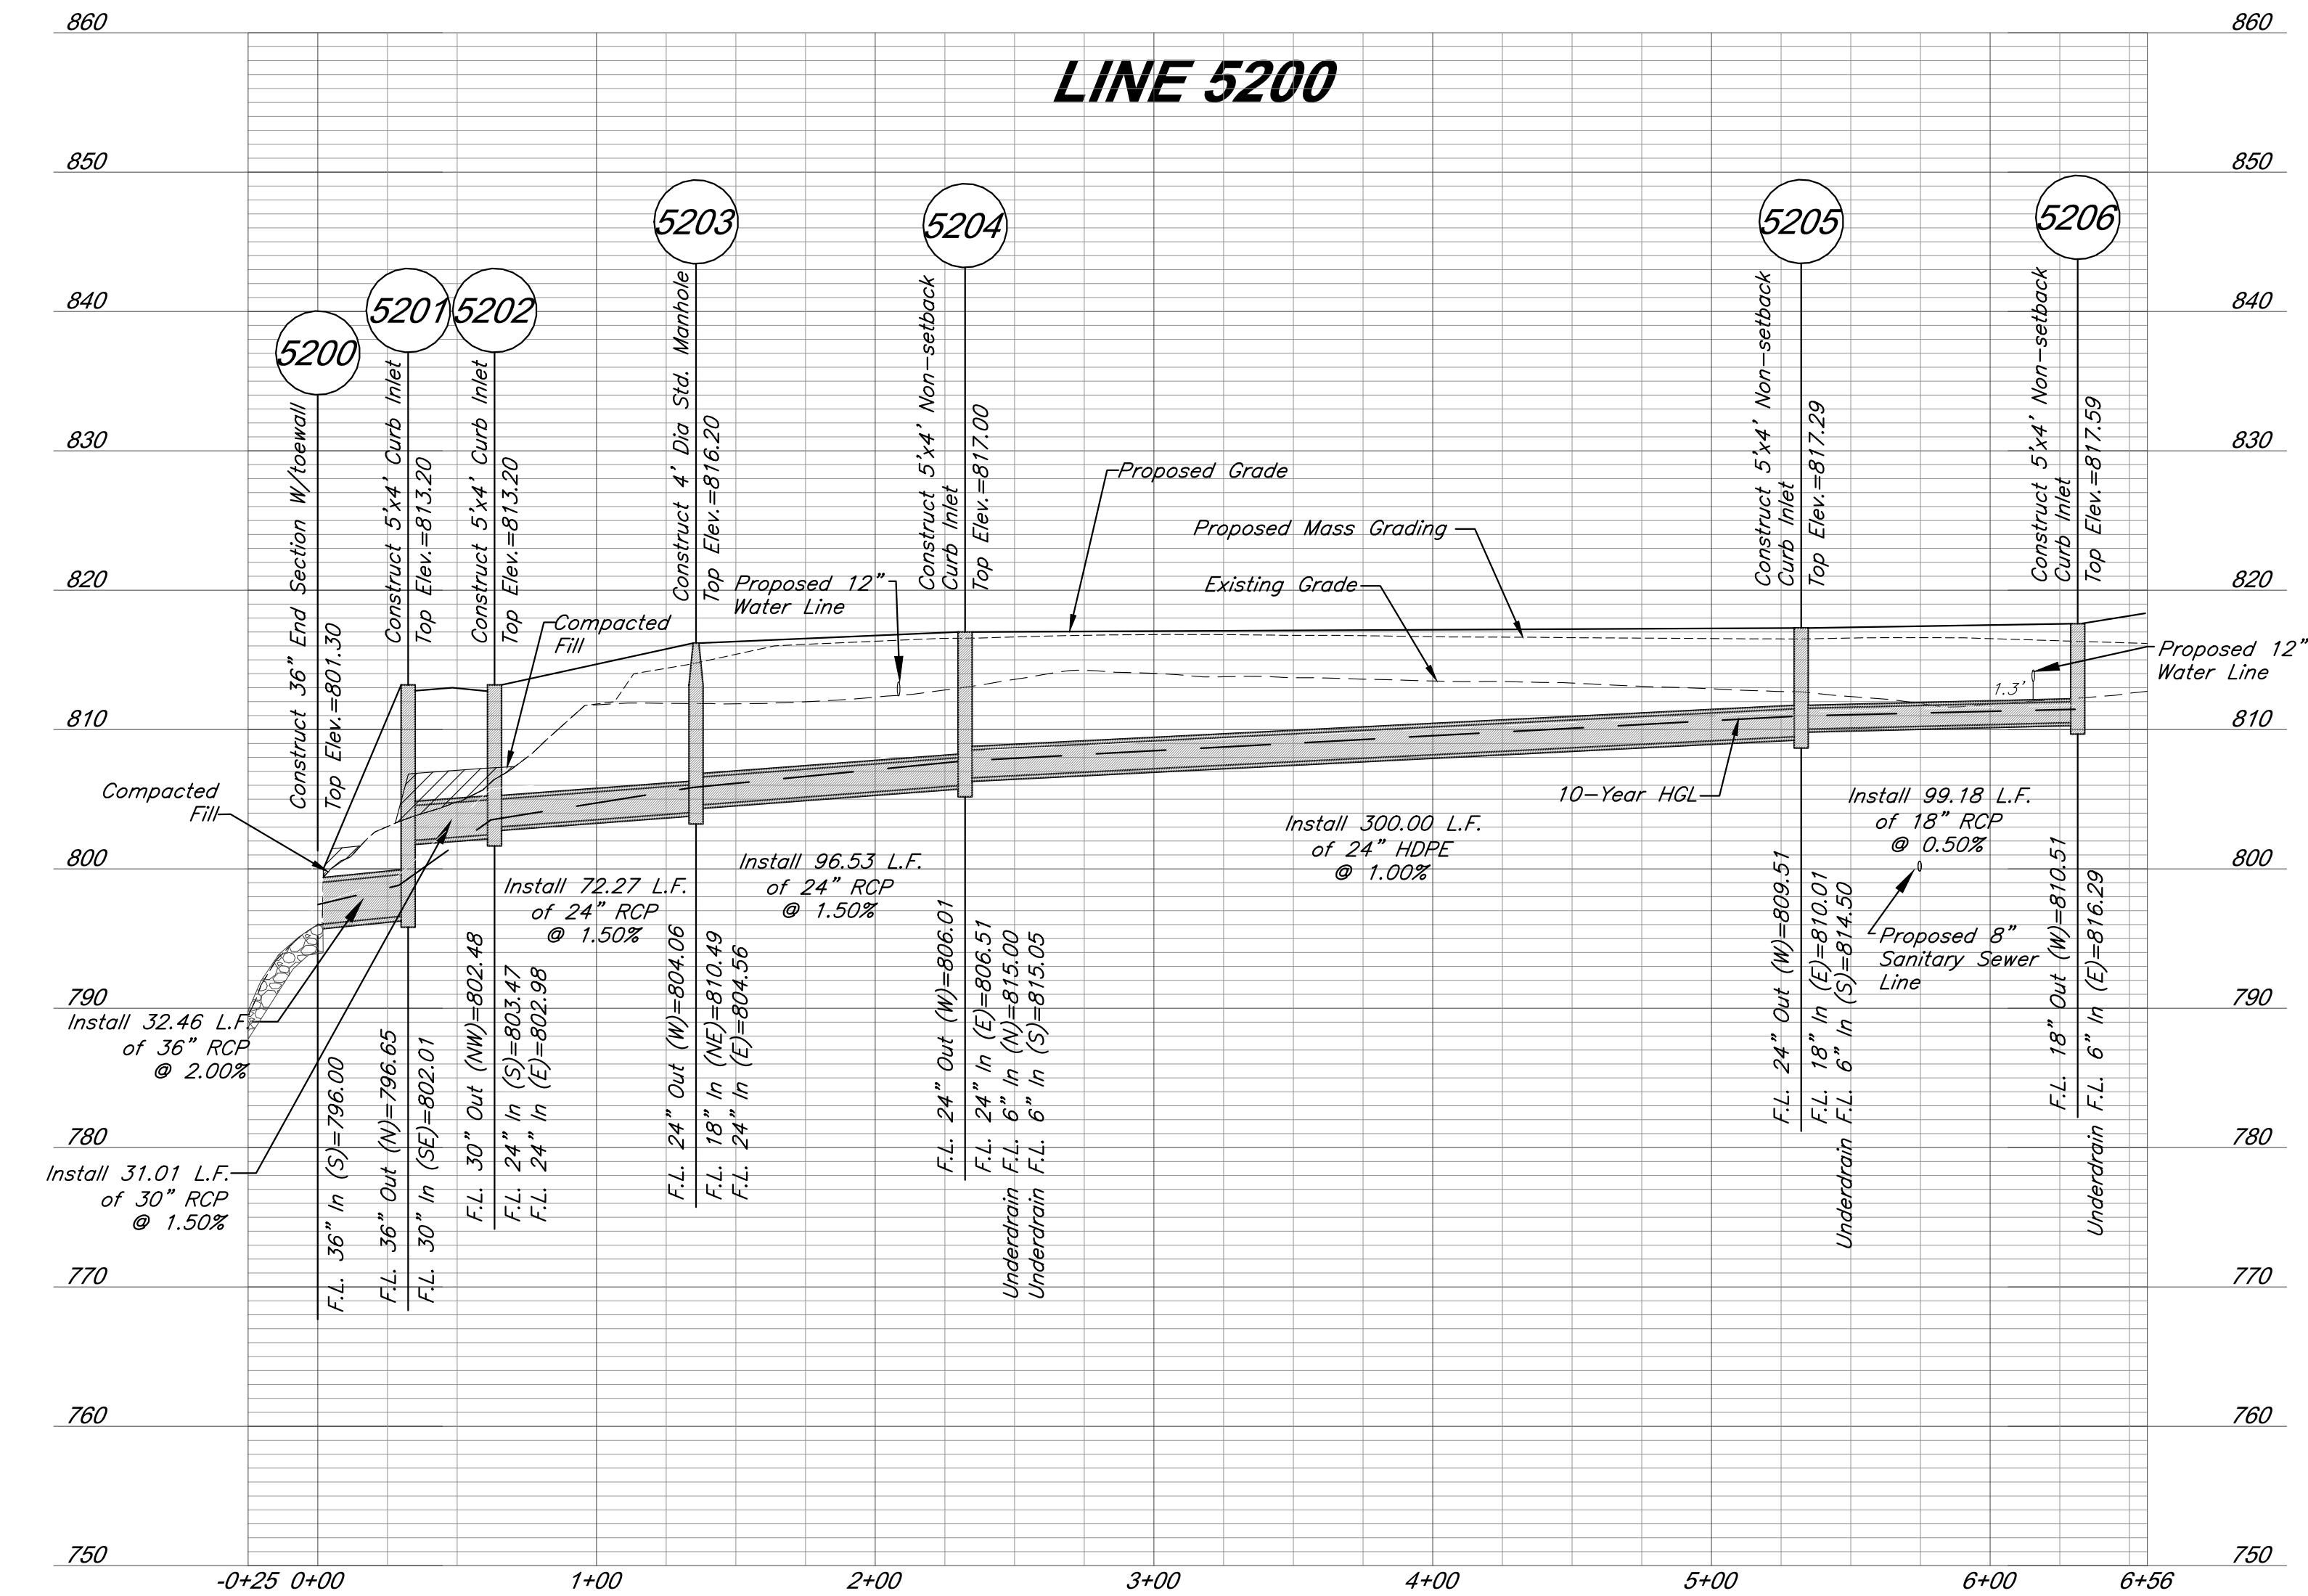 LINE 5200
860
860
850
850
840
840
830
830
820
820
810
810
800
800
790
790
780
780
770
770
760
760
750
750
5200
Construct 36" End Section W/toewall
Top Elev.=801.30
5201
Construct 5'x4' Curb Inlet
Top Elev.=813.20
5202
Construct 5'x4' Curb Inlet
Top Elev.=813.20
5203
Construct 4' Dia Std. Manhole
Top Elev.=816.20
5204
Construct 5'x4' Non-setback
Curb Inlet
Top Elev.=817.00
5205
Construct 5'x4' Non-setback
Curb Inlet
Top Elev.=817.29
5206
Construct 5'x4' Non-setback
Curb Inlet
Top Elev.=817.59
Proposed Grade
Proposed Mass Grading
Existing Grade
Proposed 12"
Water Line
Compacted
Fill
Proposed 12"
Water Line
1.3'
Compacted
Fill
10-Year HGL
Install 99.18 L.F.
of 18" RCP
@ 0.50%
Install 300.00 L.F.
of 24" HDPE
@ 1.00%
Install 96.53 L.F.
of 24" RCP
@ 1.50%
Install 72.27 L.F.
of 24" RCP
@ 1.50%
Proposed 8"
Sanitary Sewer
Line
Install 32.46 L.F.
of 36" RCP
@ 2.00%
Install 31.01 L.F.
of 30" RCP
@ 1.50%
F.L. 36" In (S)=796.00
F.L. 36" Out (N)=796.65
F.L. 30" In (SE)=802.01
F.L. 30" Out (NW)=802.48
F.L. 24" In (S)=803.47
F.L. 24" In (E)=802.98
F.L. 24" Out (W)=804.06
F.L. 18" In (NE)=810.49
F.L. 24" In (E)=804.56
F.L. 24" Out (W)=806.01
F.L. 24" In (E)=806.51
Underdrain F.L. 6" In (N)=815.00
Underdrain F.L. 6" In (S)=815.05
F.L. 24" Out (W)=809.51
F.L. 18" In (E)=810.01
Underdrain F.L. 6" In (S)=814.50
F.L. 18" Out (W)=810.51
Underdrain F.L. 6" In (E)=816.29
-0+25
0+00
1+00
2+00
3+00
4+00
5+00
6+00
6+56